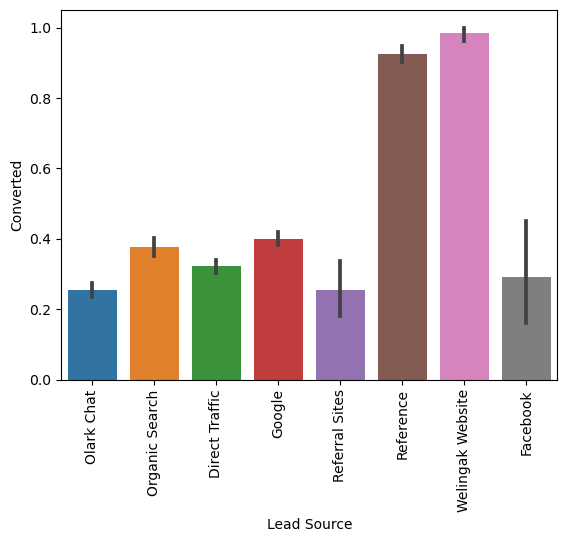 1.0
0.8
0.6
0.4
0.2
0.0
Converted
Olark Chat
Organic Search
Direct Traffic
Google
Referral Sites
Reference
Welingak Website
Facebook
Lead Source